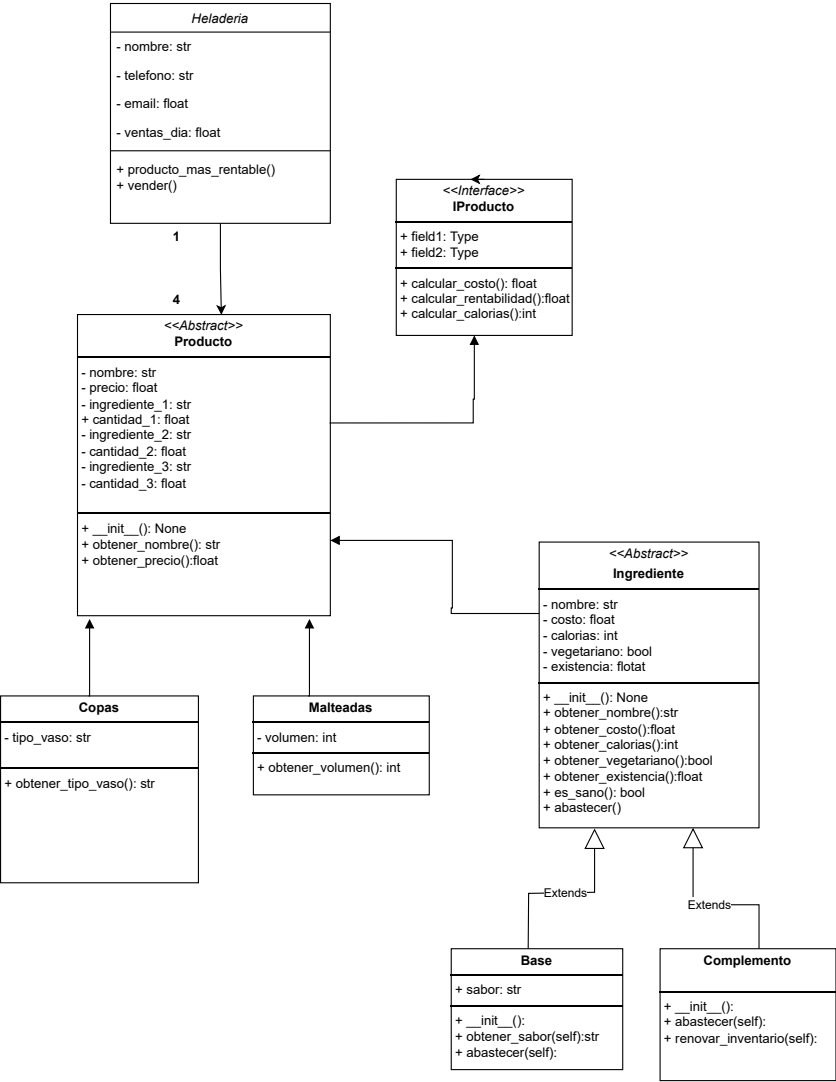 Heladeria
- nombre: str
- telefono: str
- email: float
- ventas_dia: float
+ producto_mas_rentable()
+ vender()
1
4
<<Interface>>
IProducto
+ field1: Type
+ field2: Type
+ calcular_costo(): float
+ calcular_rentabilidad():float
+ calcular_calorias():int
<<Abstract>>
Producto
- nombre: str
- precio: float
- ingrediente_1: str
+ cantidad_1: float
- ingrediente_2: str
- cantidad_2: float
- ingrediente_3: str
- cantidad_3: float
+ __init__(): None
+ obtener_nombre(): str
+ obtener_precio():float
<<Abstract>>
Ingrediente
- nombre: str
- costo: float
- calorias: int
- vegetariano: bool
- existencia: flotat
+ __init__(): None
+ obtener_nombre():str
+ obtener_costo():float
+ obtener_calorias():int
+ obtener_vegetariano():bool
+ obtener_existencia():float
+ es_sano(): bool
+ abastecer()
Copas
- tipo_vaso: str
+ obtener_tipo_vaso(): str
Malteadas
- volumen: int
+ obtener_volumen(): int
Extends
Extends
Base
+ sabor: str
+ __init__():
+ obtener_sabor(self):str
+ abastecer(self):
Complemento
+ __init__():
+ abastecer(self):
+ renovar_inventario(self):